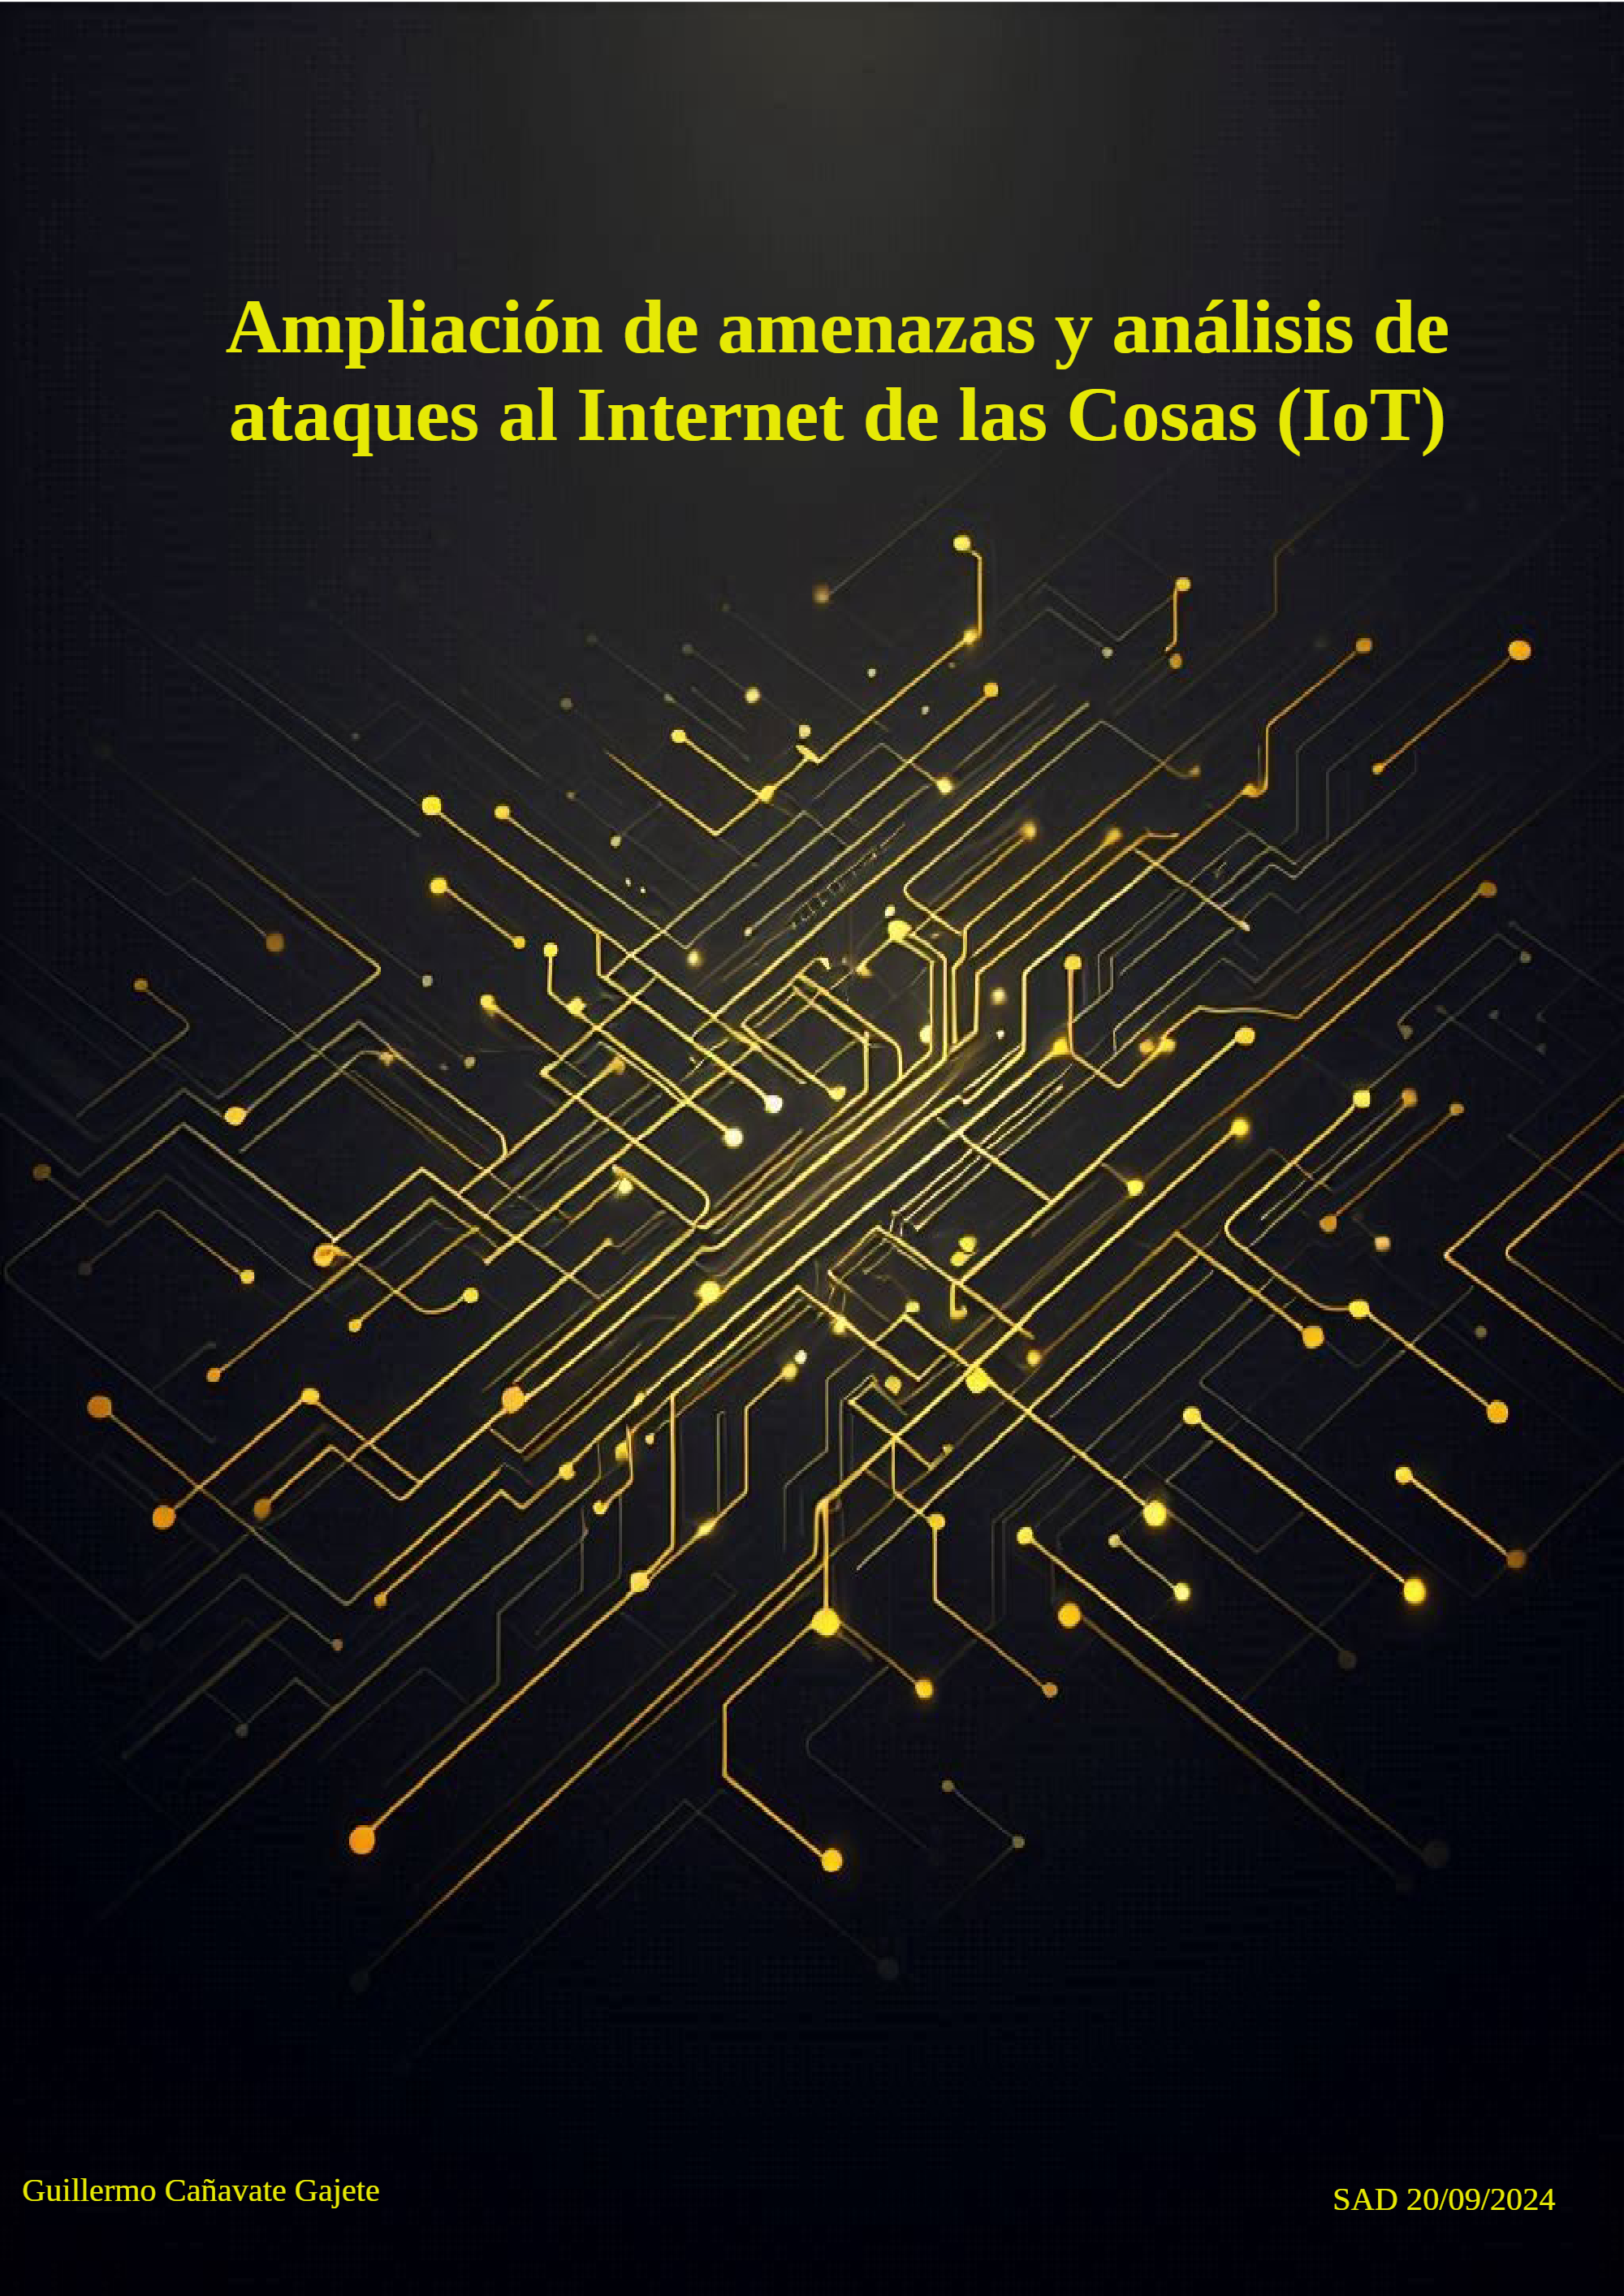 Ampliación de amenazas y análisis de
ataques al Internet de las Cosas (IoT)
Guillermo Cañavate Gajete
SAD 20/09/2024